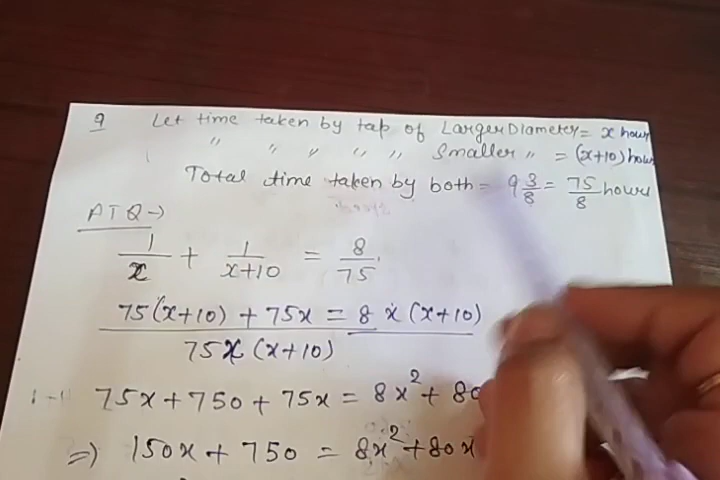 9 Let time taken by tap of Larger Diameter = x hours
" " " " " Smaller " = (x+10) hours
Total time taken by both = 9 3/8 = 75/8 hours
ATQ →
1/x + 1/(x+10) = 8/75
75(x+10) + 75x = 8x(x+10)
75x(x+10)
75x + 750 + 75x = 8x² + 80
⇒) 150x + 750 = 8x² + 80x